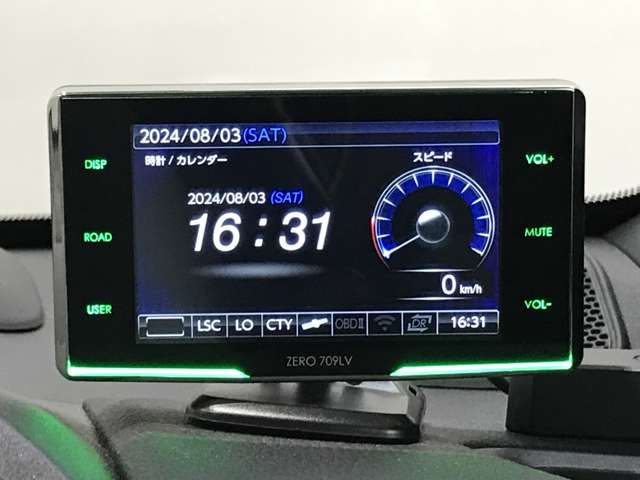 2024/08/03(SAT)
時計/カレンダー
スピード
2024/08/03 (SAT)
16:31
0 km/h
LSC LO CTY OBDⅡ DR 16:31
DISP
ROAD
USER
VOL+
MUTE
VOL-
ZERO 709LV